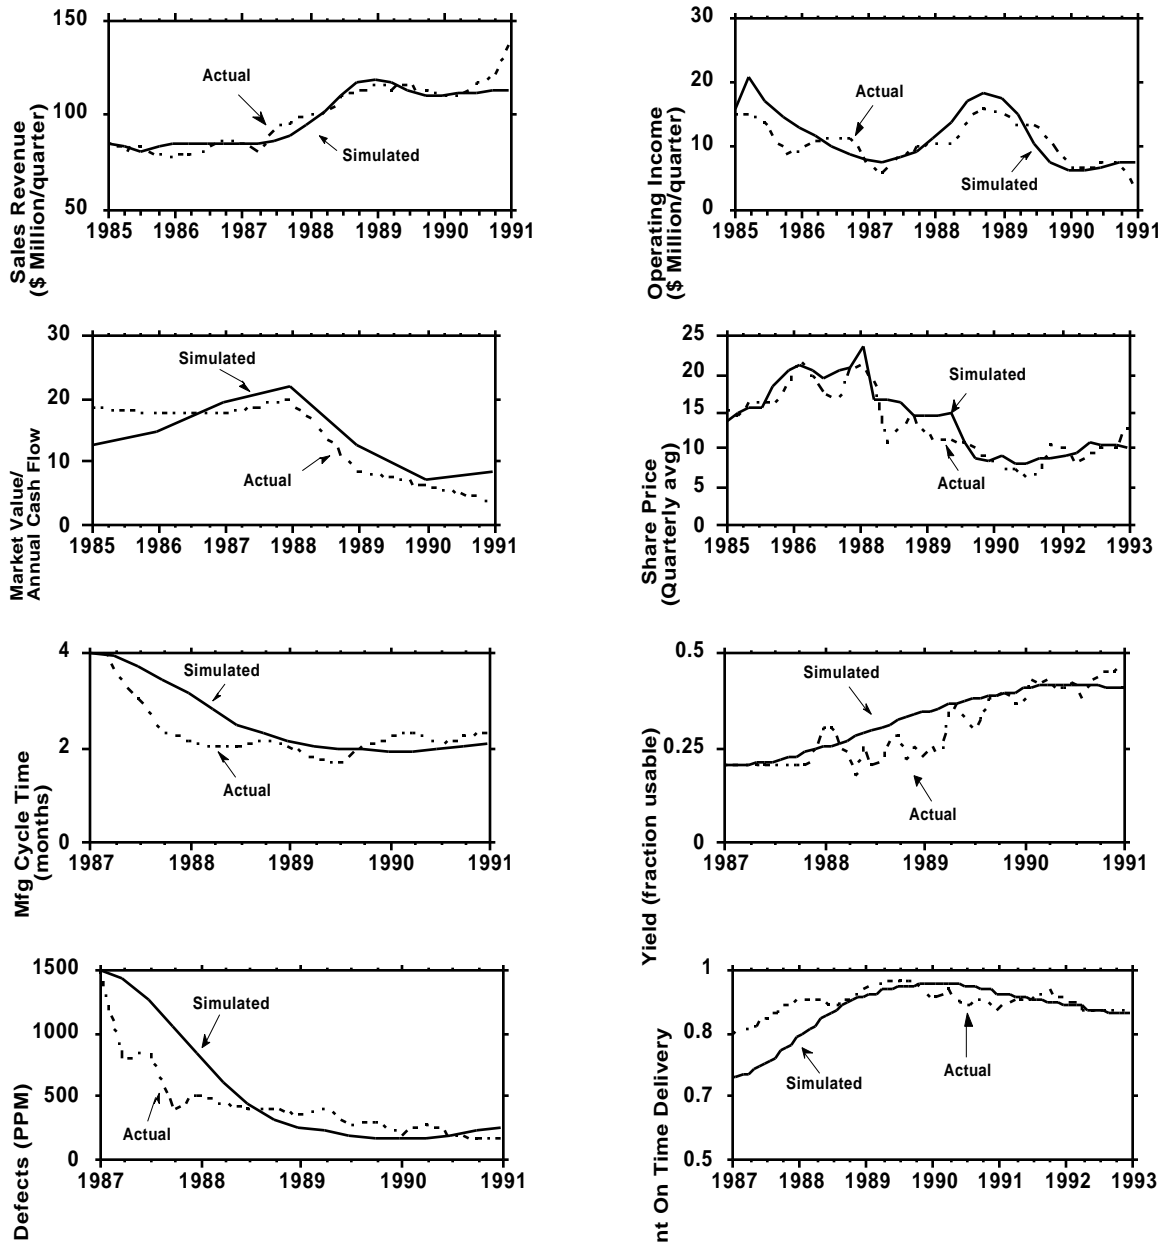 150
100
50
1985 1986 1987 1988 1989 1990 1991
Sales Revenue
($ Million/quarter)
Actual
Simulated
30
20
10
0
1985 1986 1987 1988 1989 1990 1991
Operating Income
($ Million/quarter)
Actual
Simulated
30
20
10
0
1985 1986 1987 1988 1989 1990 1991
Market Value/
Annual Cash Flow
Simulated
Actual
25
20
15
10
5
0
1985 1986 1988 1989 1990 1992 1993
Share Price
(Quarterly avg)
Simulated
Actual
4
2
0
1987 1988 1989 1990 1991
Mfg Cycle Time
(months)
Simulated
Actual
0.5
0.25
0
1987 1988 1989 1990 1991
Yield (fraction usable)
Simulated
Actual
1500
1000
500
0
1987 1988 1989 1990 1991
Defects (PPM)
Simulated
Actual
1
0.8
0.7
0.5
1987 1988 1989 1990 1991 1992 1993
nt On Time Delivery
Simulated
Actual